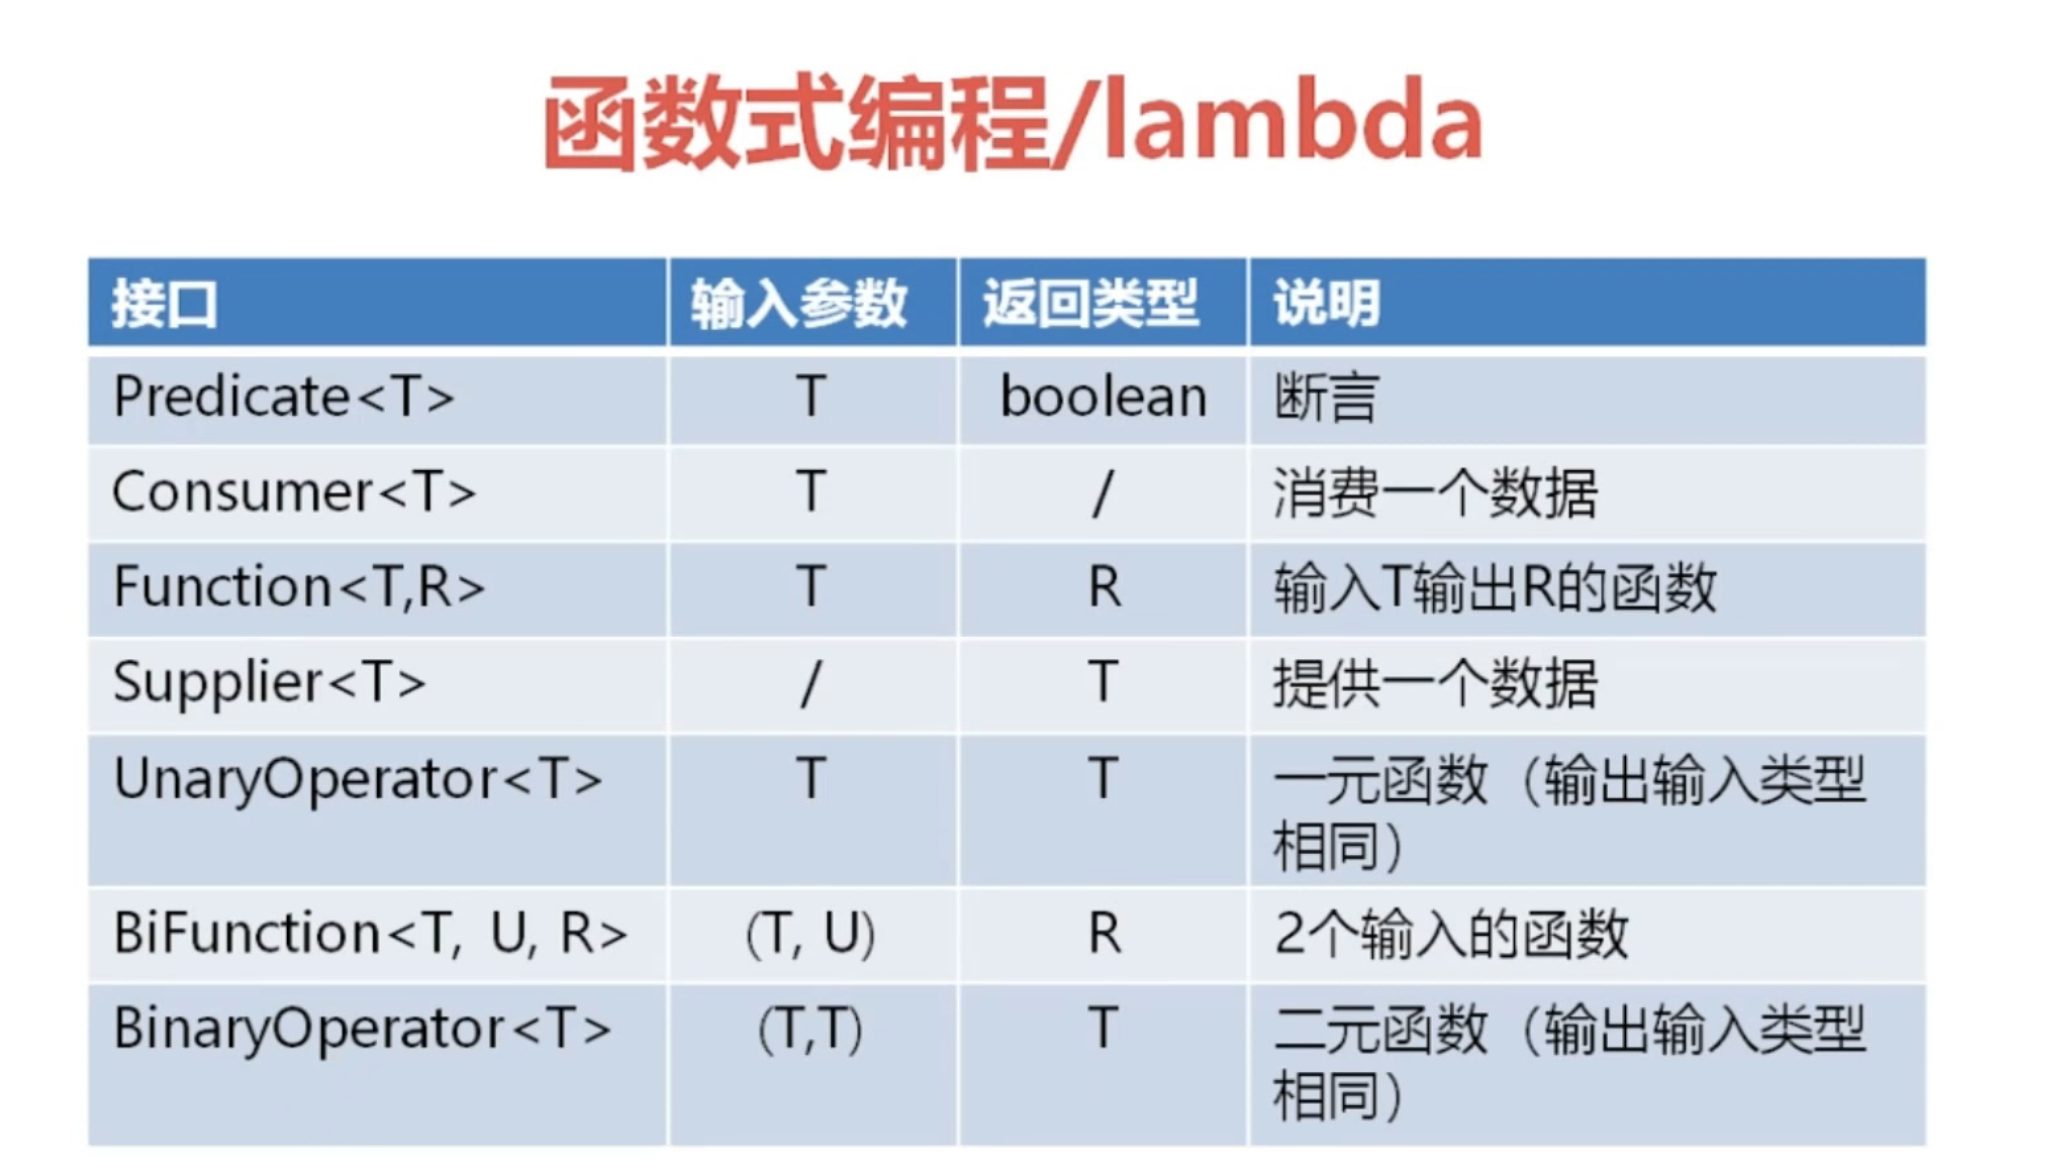 函数式编程/lambda
接口 输入参数 返回类型 说明
Predicate<T> T boolean 断言
Consumer<T> T / 消费一个数据
Function<T,R> T R 输入T输出R的函数
Supplier<T> / T 提供一个数据
UnaryOperator<T> T T 一元函数（输出输入类型
相同）
BiFunction<T, U, R> (T, U) R 2个输入的函数
BinaryOperator<T> (T,T) T 二元函数（输出输入类型
相同）